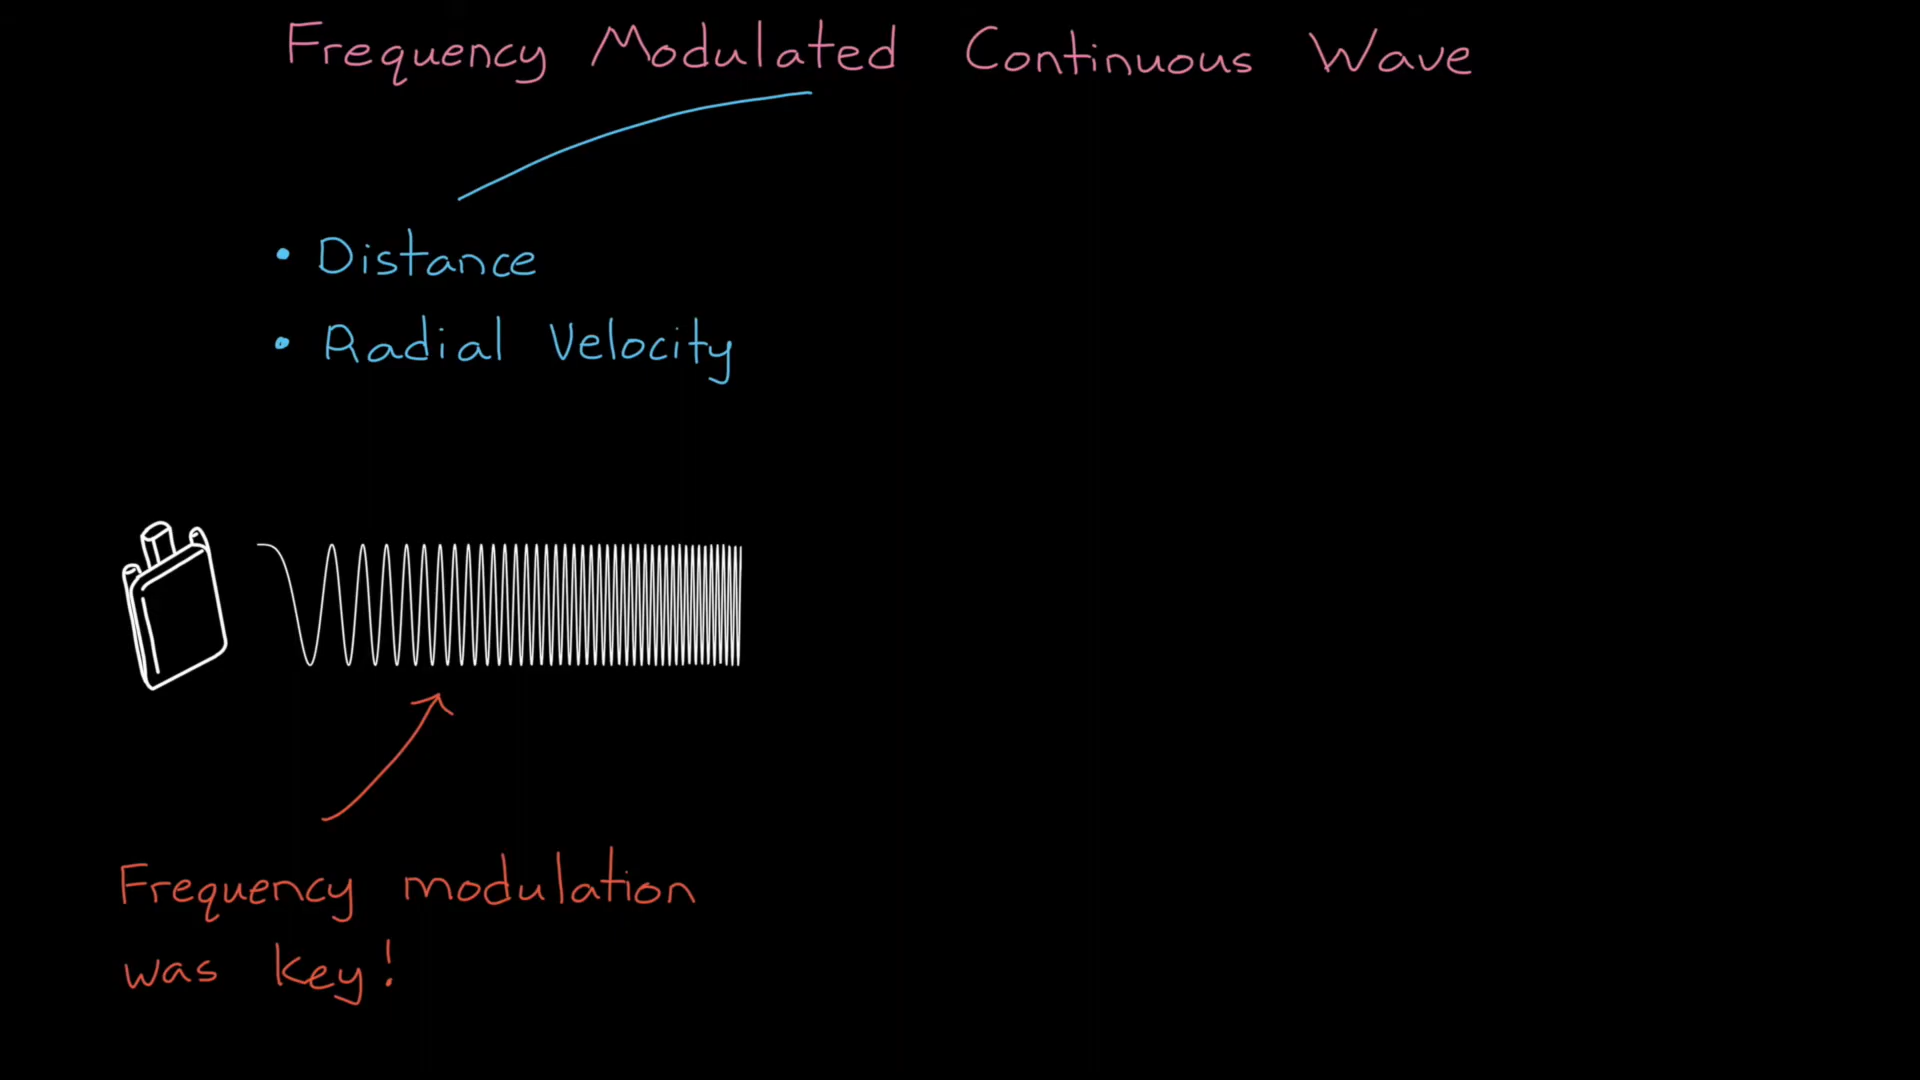 Frequency Modulated Continuous Wave
• Distance
• Radial Velocity
Frequency modulation
was key!